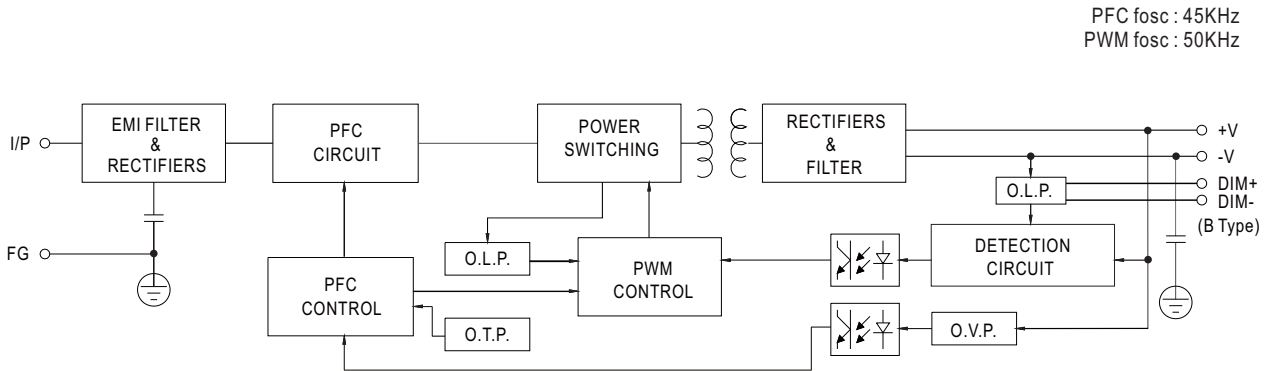 PFC fosc : 45KHz
PWM fosc : 50KHz
I/P
EMI FILTER
&
RECTIFIERS
PFC
CIRCUIT
POWER
SWITCHING
RECTIFIERS
&
FILTER
+V
-V
O.L.P.
DIM+
DIM-
(B Type)
FG
O.L.P.
PWM
CONTROL
DETECTION
CIRCUIT
PFC
CONTROL
O.T.P.
O.V.P.